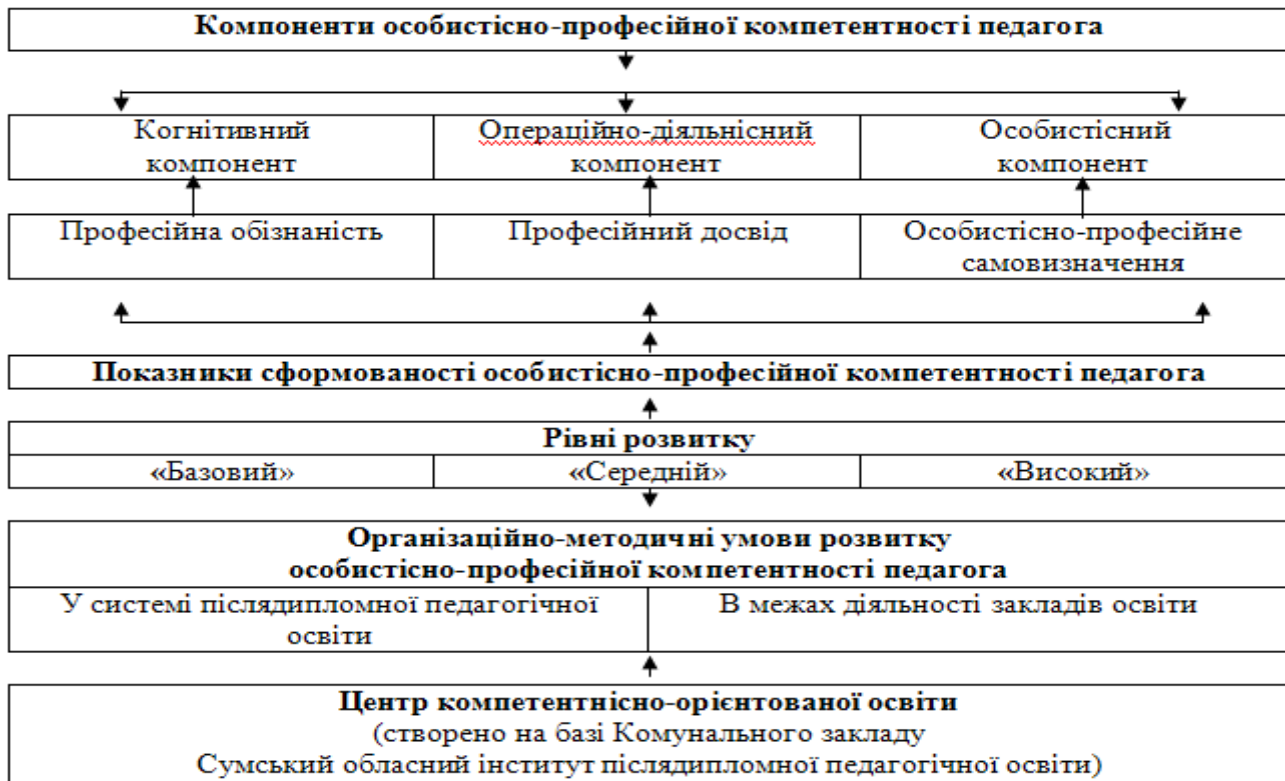 Компоненти особистісно-професійної компетентності педагога
Когнитивний
компонент
Операційно-діяльнісний
компонент
Особистісний
компонент
Професійна обізнаність
Професійний досвід
Особистісно-професійне
самовизначення
Показники сформованості особистісно-професійної компетентності педагога
Рівні розвитку
«Базовий»
«Середній»
«Високий»
Організаційно-методичні умови розвитку
особистісно-професійної компетентності педагога
У системі післядипломної педагогічної
освіти
В межах діяльності закладів освіти
Центр компетентнісно-орієнтованої освіти
(створено на базі Комунального закладу
Сумський обласний інститут післядипломної педагогічної освіти)